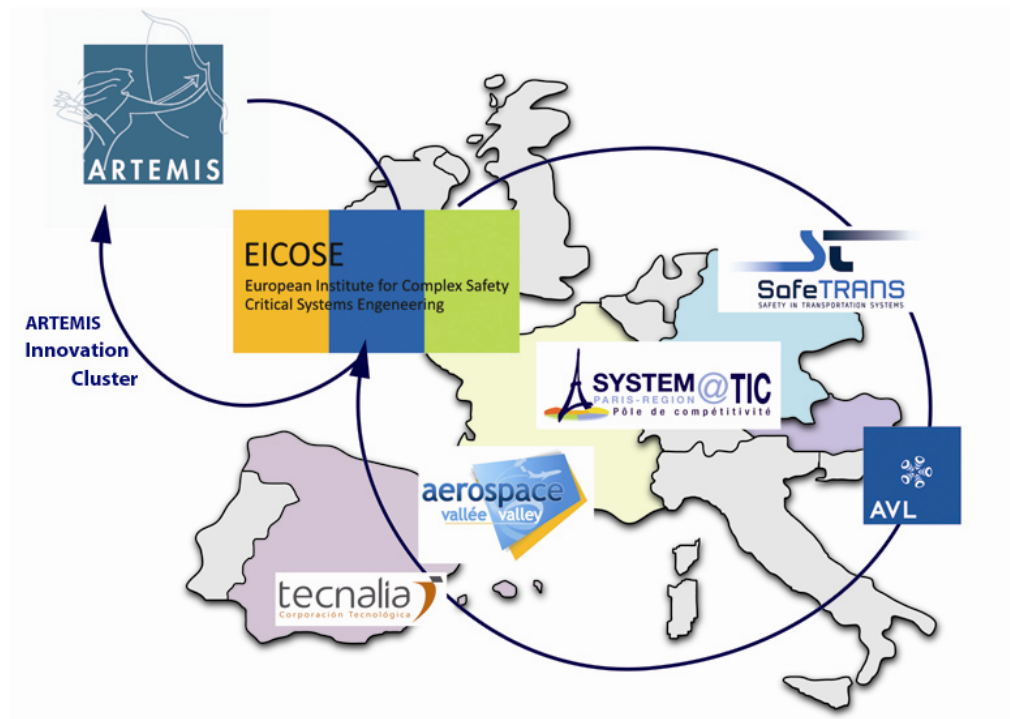 ARTEMIS
EICOSE
European Institute for Complex Safety
Critical Systems Engeneering
ARTEMIS
Innovation
Cluster
SafeTRANS
SAFETY IN TRANSPORTATION SYSTEMS
SYSTEM@TIC
PARIS-REGION
Pôle de compétitivité
aerospace
vallée valley
AVL
tecnalia
Corporación Tecnológica